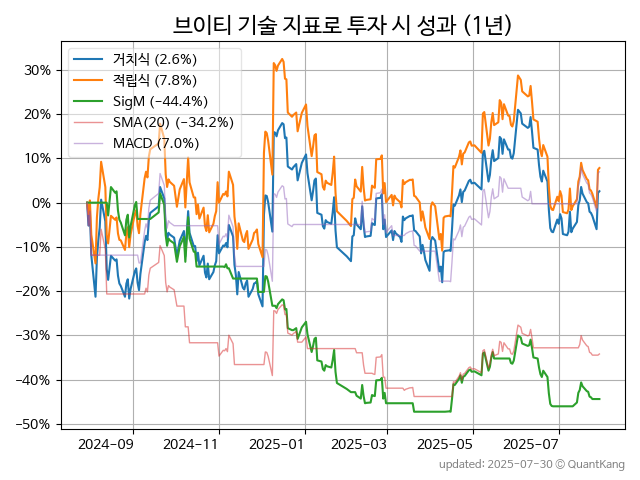 브이티 기술 지표로 투자 시 성과 (1년)
거치식 (2.6%)
적립식 (7.8%)
SigM (−44.4%)
SMA(20) (−34.2%)
MACD (7.0%)
30%
20%
10%
0%
−10%
−20%
−30%
−40%
−50%
2024-09 2024-11 2025-01 2025-03 2025-05 2025-07
updated: 2025-07-30 © QuantKang